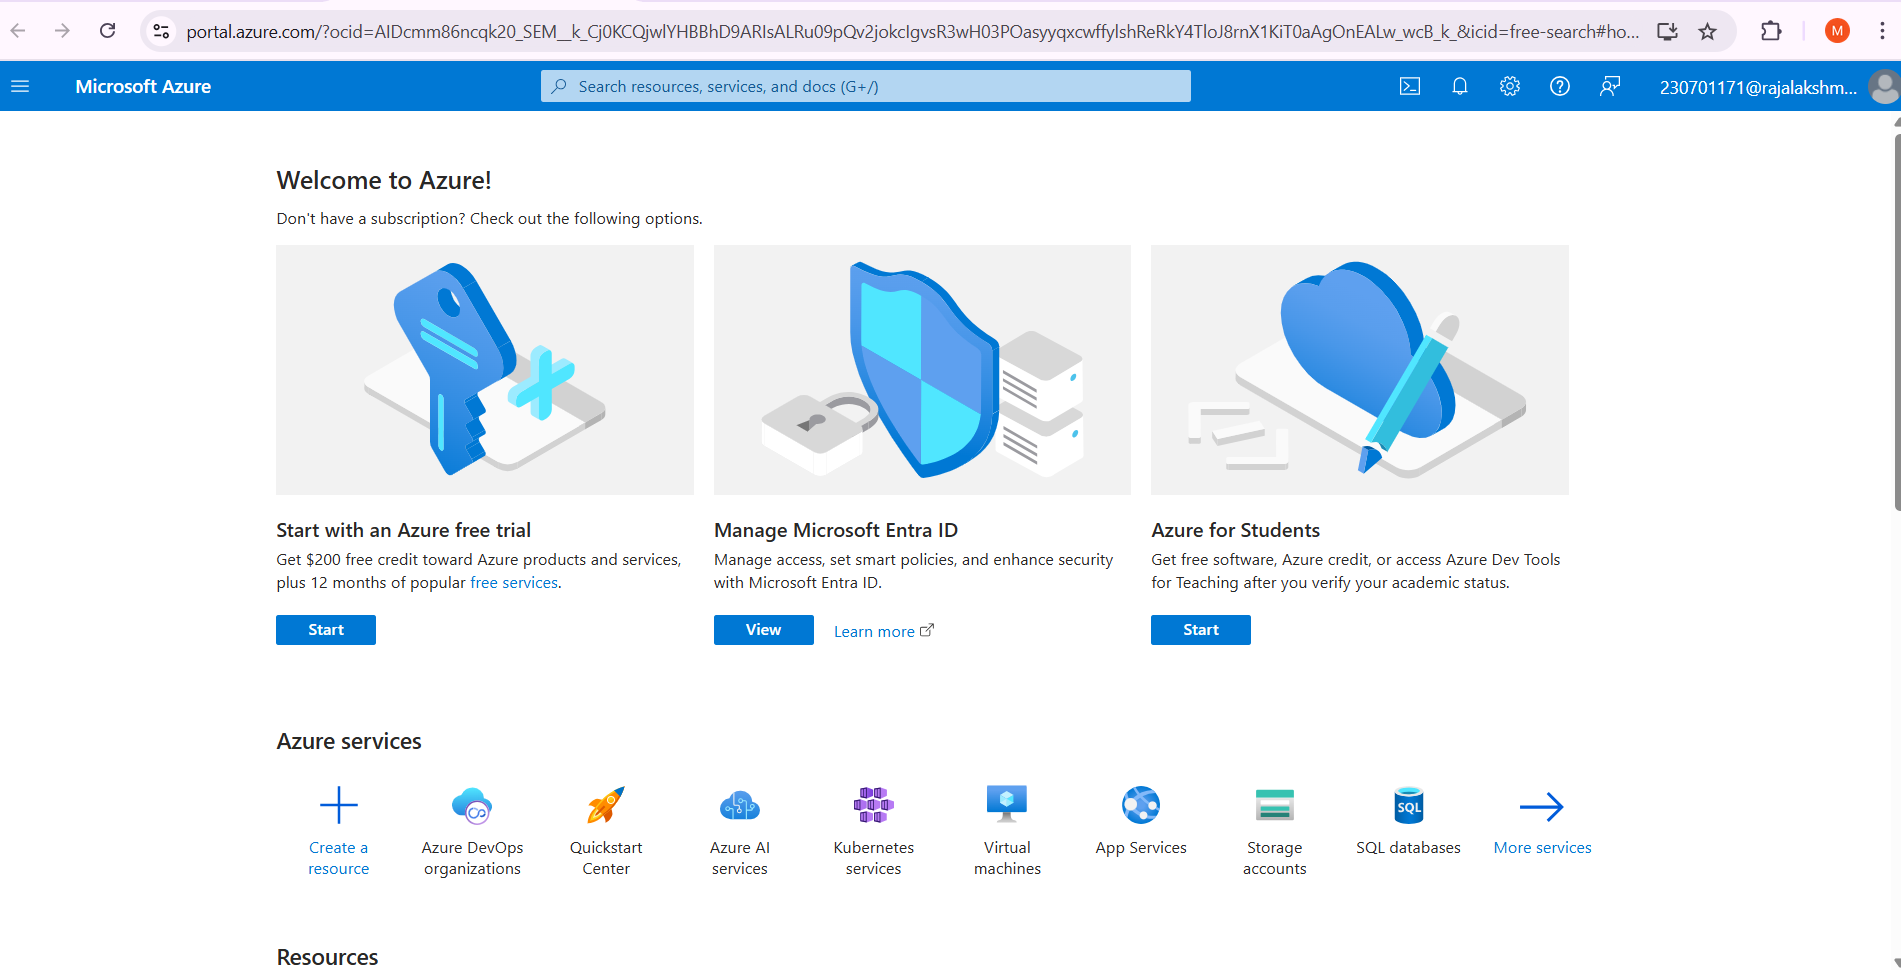 portal.azure.com/?ocid=AIDcmm86ncqk20_SEM__k_Cj0KCQjwlYHBBhD9ARIsALRu09pQv2jokcIgvsR3wH03POasyyqxcwffylshReRkY4TloJ8rnX1KiT0aAgOnEALw_wcB_k_&icid=free-search#ho...
M
Microsoft Azure
Search resources, services, and docs (G+/)
230701171@rajalakshm...
Welcome to Azure!
Don't have a subscription? Check out the following options.
Start with an Azure free trial
Get $200 free credit toward Azure products and services,
plus 12 months of popular free services.
Start
Manage Microsoft Entra ID
Manage access, set smart policies, and enhance security
with Microsoft Entra ID.
View
Learn more
Azure for Students
Get free software, Azure credit, or access Azure Dev Tools
for Teaching after you verify your academic status.
Start
Azure services
Create a
resource
Azure DevOps
organizations
Quickstart
Center
Azure AI
services
Kubernetes
services
Virtual
machines
App Services
Storage
accounts
SQL
SQL databases
More services
Resources